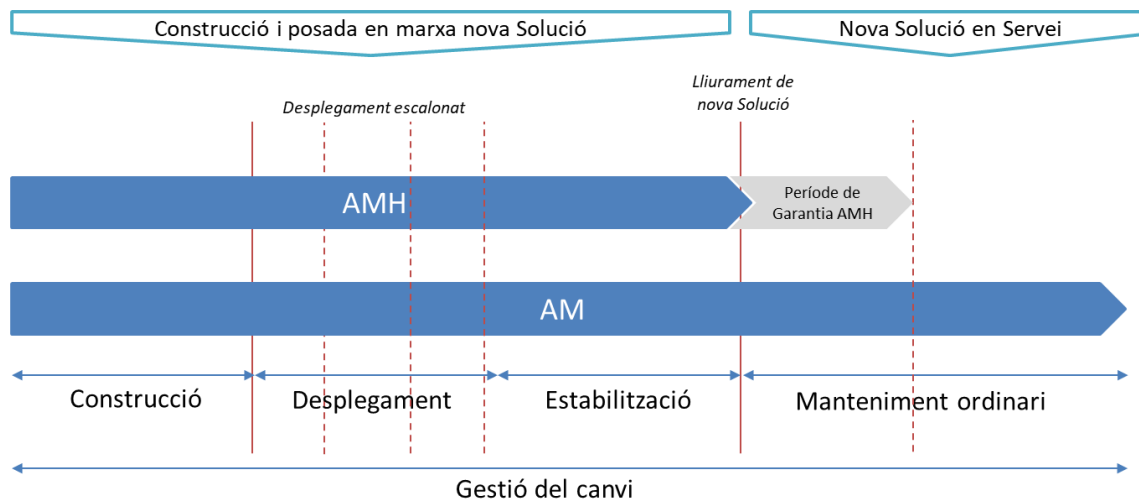 Construcció i posada en marxa nova Solució
Nova Solució en Servei
Desplegament escalonat
Lliurament de
nova Solució
AMH
Període de
Garantia AMH
AM
Construcció
Desplegament
Estabilització
Manteniment ordinari
Gestió del canvi